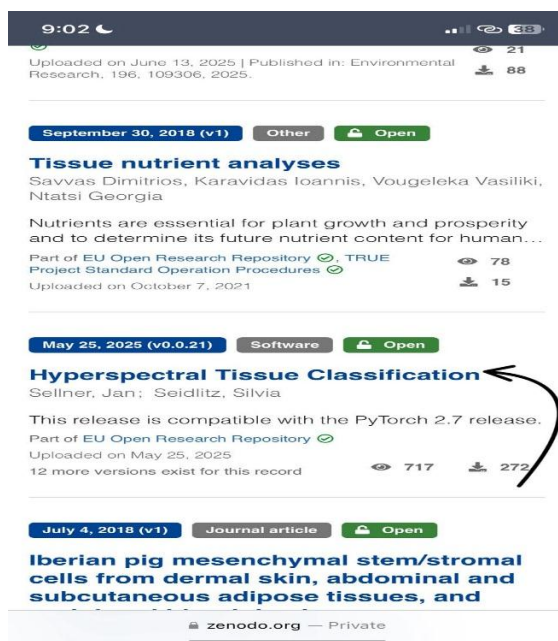 9:02
38
21
Uploaded on June 13, 2025 | Published in: Environmental
Research, 196, 109306, 2025.
88
September 30, 2018 (v1) Other Open
Tissue nutrient analyses
Savvas Dimitrios, Karavidas Ioannis, Vougeleka Vasiliki,
Ntatsi Georgia
Nutrients are essential for plant growth and prosperity
and to determine its future nutrient content for human...
Part of EU Open Research Repository, TRUE
Project Standard Operation Procedures
78
Uploaded on October 7, 2021
15
May 25, 2025 (v0.0.21) Software Open
Hyperspectral Tissue Classification
Sellner, Jan; Seidlitz, Silvia
This release is compatible with the PyTorch 2.7 release.
Part of EU Open Research Repository
Uploaded on May 25, 2025
12 more versions exist for this record
717 272
July 4, 2018 (v1) Journal article Open
Iberian pig mesenchymal stem/stromal
cells from dermal skin, abdominal and
subcutaneous adipose tissues, and
zenodo.org — Private